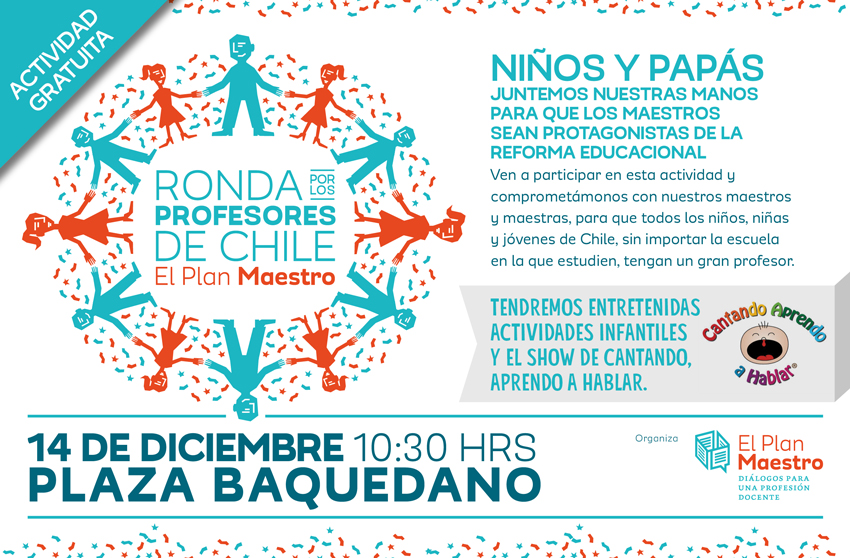 ACTIVIDAD
GRATUITA
RONDA POR LOS
PROFESORES
DE CHILE
El Plan Maestro
NIÑOS Y PAPÁS
JUNTEMOS NUESTRAS MANOS
PARA QUE LOS MAESTROS
SEAN PROTAGONISTAS DE LA
REFORMA EDUCACIONAL
Ven a participar en esta actividad y
comprometámonos con nuestros maestros
y maestras, para que todos los niños, niñas
y jóvenes de Chile, sin importar la escuela
en la que estudien, tengan un gran profesor.
TENDREMOS ENTRETENIDAS
ACTIVIDADES INFANTILES
Y EL SHOW DE CANTANDO,
APRENDO A HABLAR.
Cantando Aprendo
a Hablar®
14 DE DICIEMBRE 10:30 HRS
PLAZA BAQUEDANO
Organiza
El Plan
Maestro
DIÁLOGOS PARA
UNA PROFESIÓN
DOCENTE